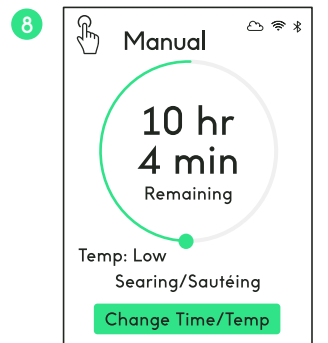 8
Manual
10 hr
4 min
Remaining
Temp: Low
Searing/Sautéing
Change Time/Temp